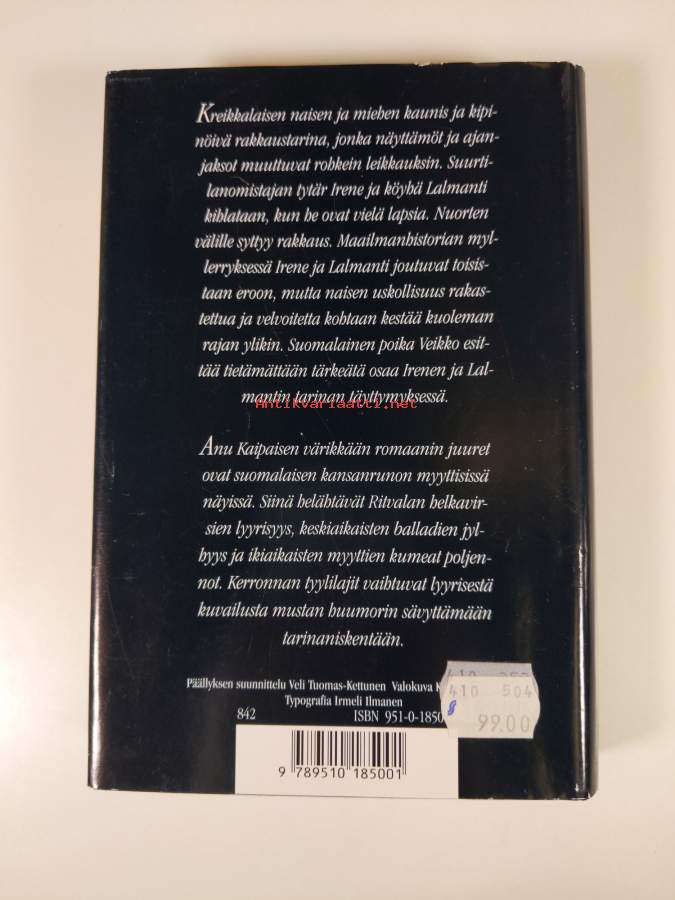 Kreikkalaisen naisen ja miehen kaunis ja kipi-
nöivä rakkaustarina, jonka näyttämöt ja ajan-
jaksot muuttuvat rohkein leikkauksin. Suurti-
lanomistajan tytär Irene ja köyhä Lalmanti
kihlataan, kun he ovat vielä lapsia. Nuorten
välille syttyy rakkaus. Maailmanhistorian myl-
lerryksessä Irene ja Lalmanti joutuvat toisis-
taan eroon, mutta naisen uskollisuus rakas-
tettua ja velvoitetta kohtaan kestää kuoleman
rajan ylikin. Suomalainen poika Veikko esit-
tää tietämättään tärkeätä osaa Irenen ja Lal-
mantin tarinan täyttymyksessä.
Antikvariaatti.net
Anu Kaipaisen värikkään romaanin juuret
ovat suomalaisen kansanrunon myyttisissä
näyissä. Siinä helähtävät Ritvalan helkavir-
sien lyyrisyys, keskiaikaisten balladien jyl-
hyys ja ikiaikaisten myyttien kumeat poljen-
not. Kerronnan tyylilajit vaihtuvat lyyrisestä
kuvailusta mustan huumorin sävyttämään
tarinaniskentään.
Päällyksen suunnittelu Veli Tuomas-Kettunen Valokuva K
Typografia Irmeli Ilmanen
842 ISBN 951-0-1850
410 504
99.00
9 789510 185001